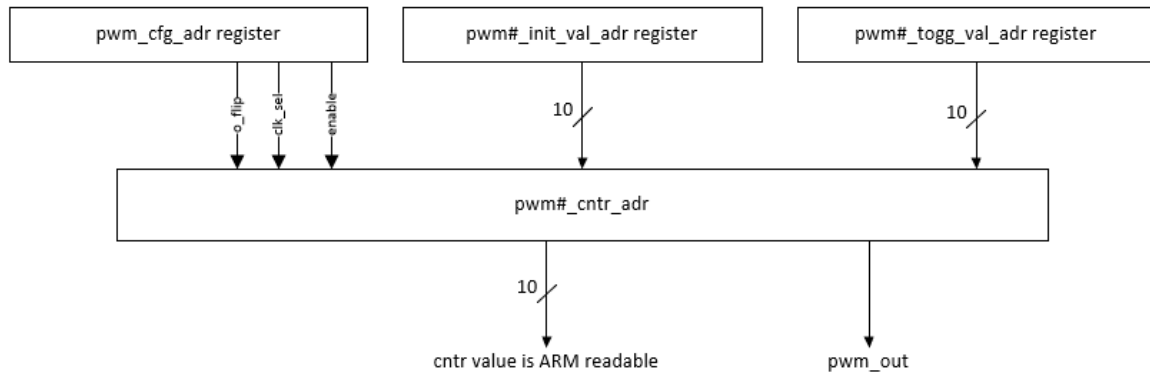 pwm_cfg_adr register
pwm#_init_val_adr register
pwm#_togg_val_adr register
o_flip
clk_sel
enable
10
10
pwm#_cntr_adr
10
cntr value is ARM readable
pwm_out